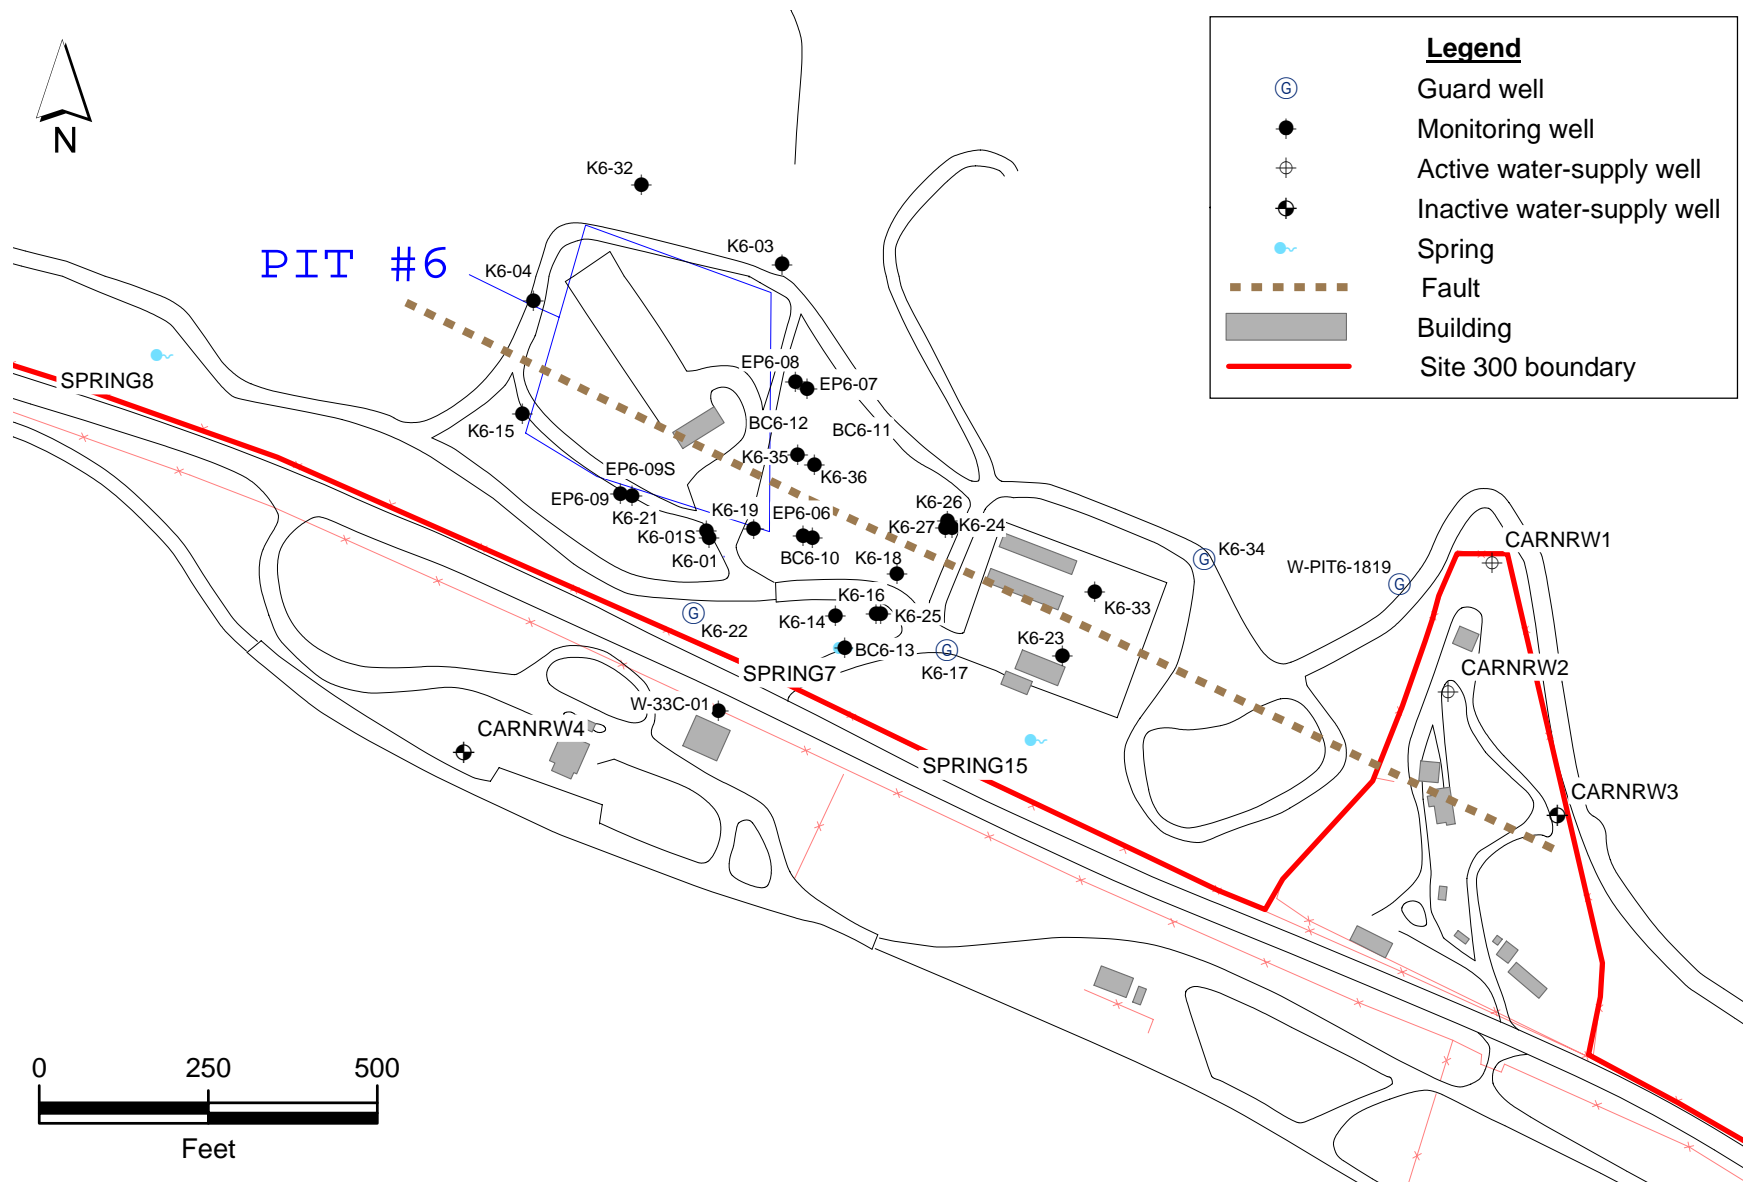 Legend
G Guard well
Monitoring well
Active water-supply well
Inactive water-supply well
Spring
Fault
Building
Site 300 boundary
N
K6-32
K6-03
PIT #6
K6-04
SPRING8
EP6-08
EP6-07
K6-15
BC6-12
BC6-11
K6-35
K6-36
EP6-09S
EP6-09
K6-21
K6-19
EP6-06
K6-26
K6-27
K6-24
K6-01S
K6-01
BC6-10
K6-18
G K6-34
W-PIT6-1819 G
CARNRW1
K6-16
K6-14
K6-25
K6-33
G K6-22
K6-23
BC6-13
G K6-17
SPRING7
CARNRW2
W-33C-01
CARNRW4
SPRING15
CARNRW3
0 250 500
Feet